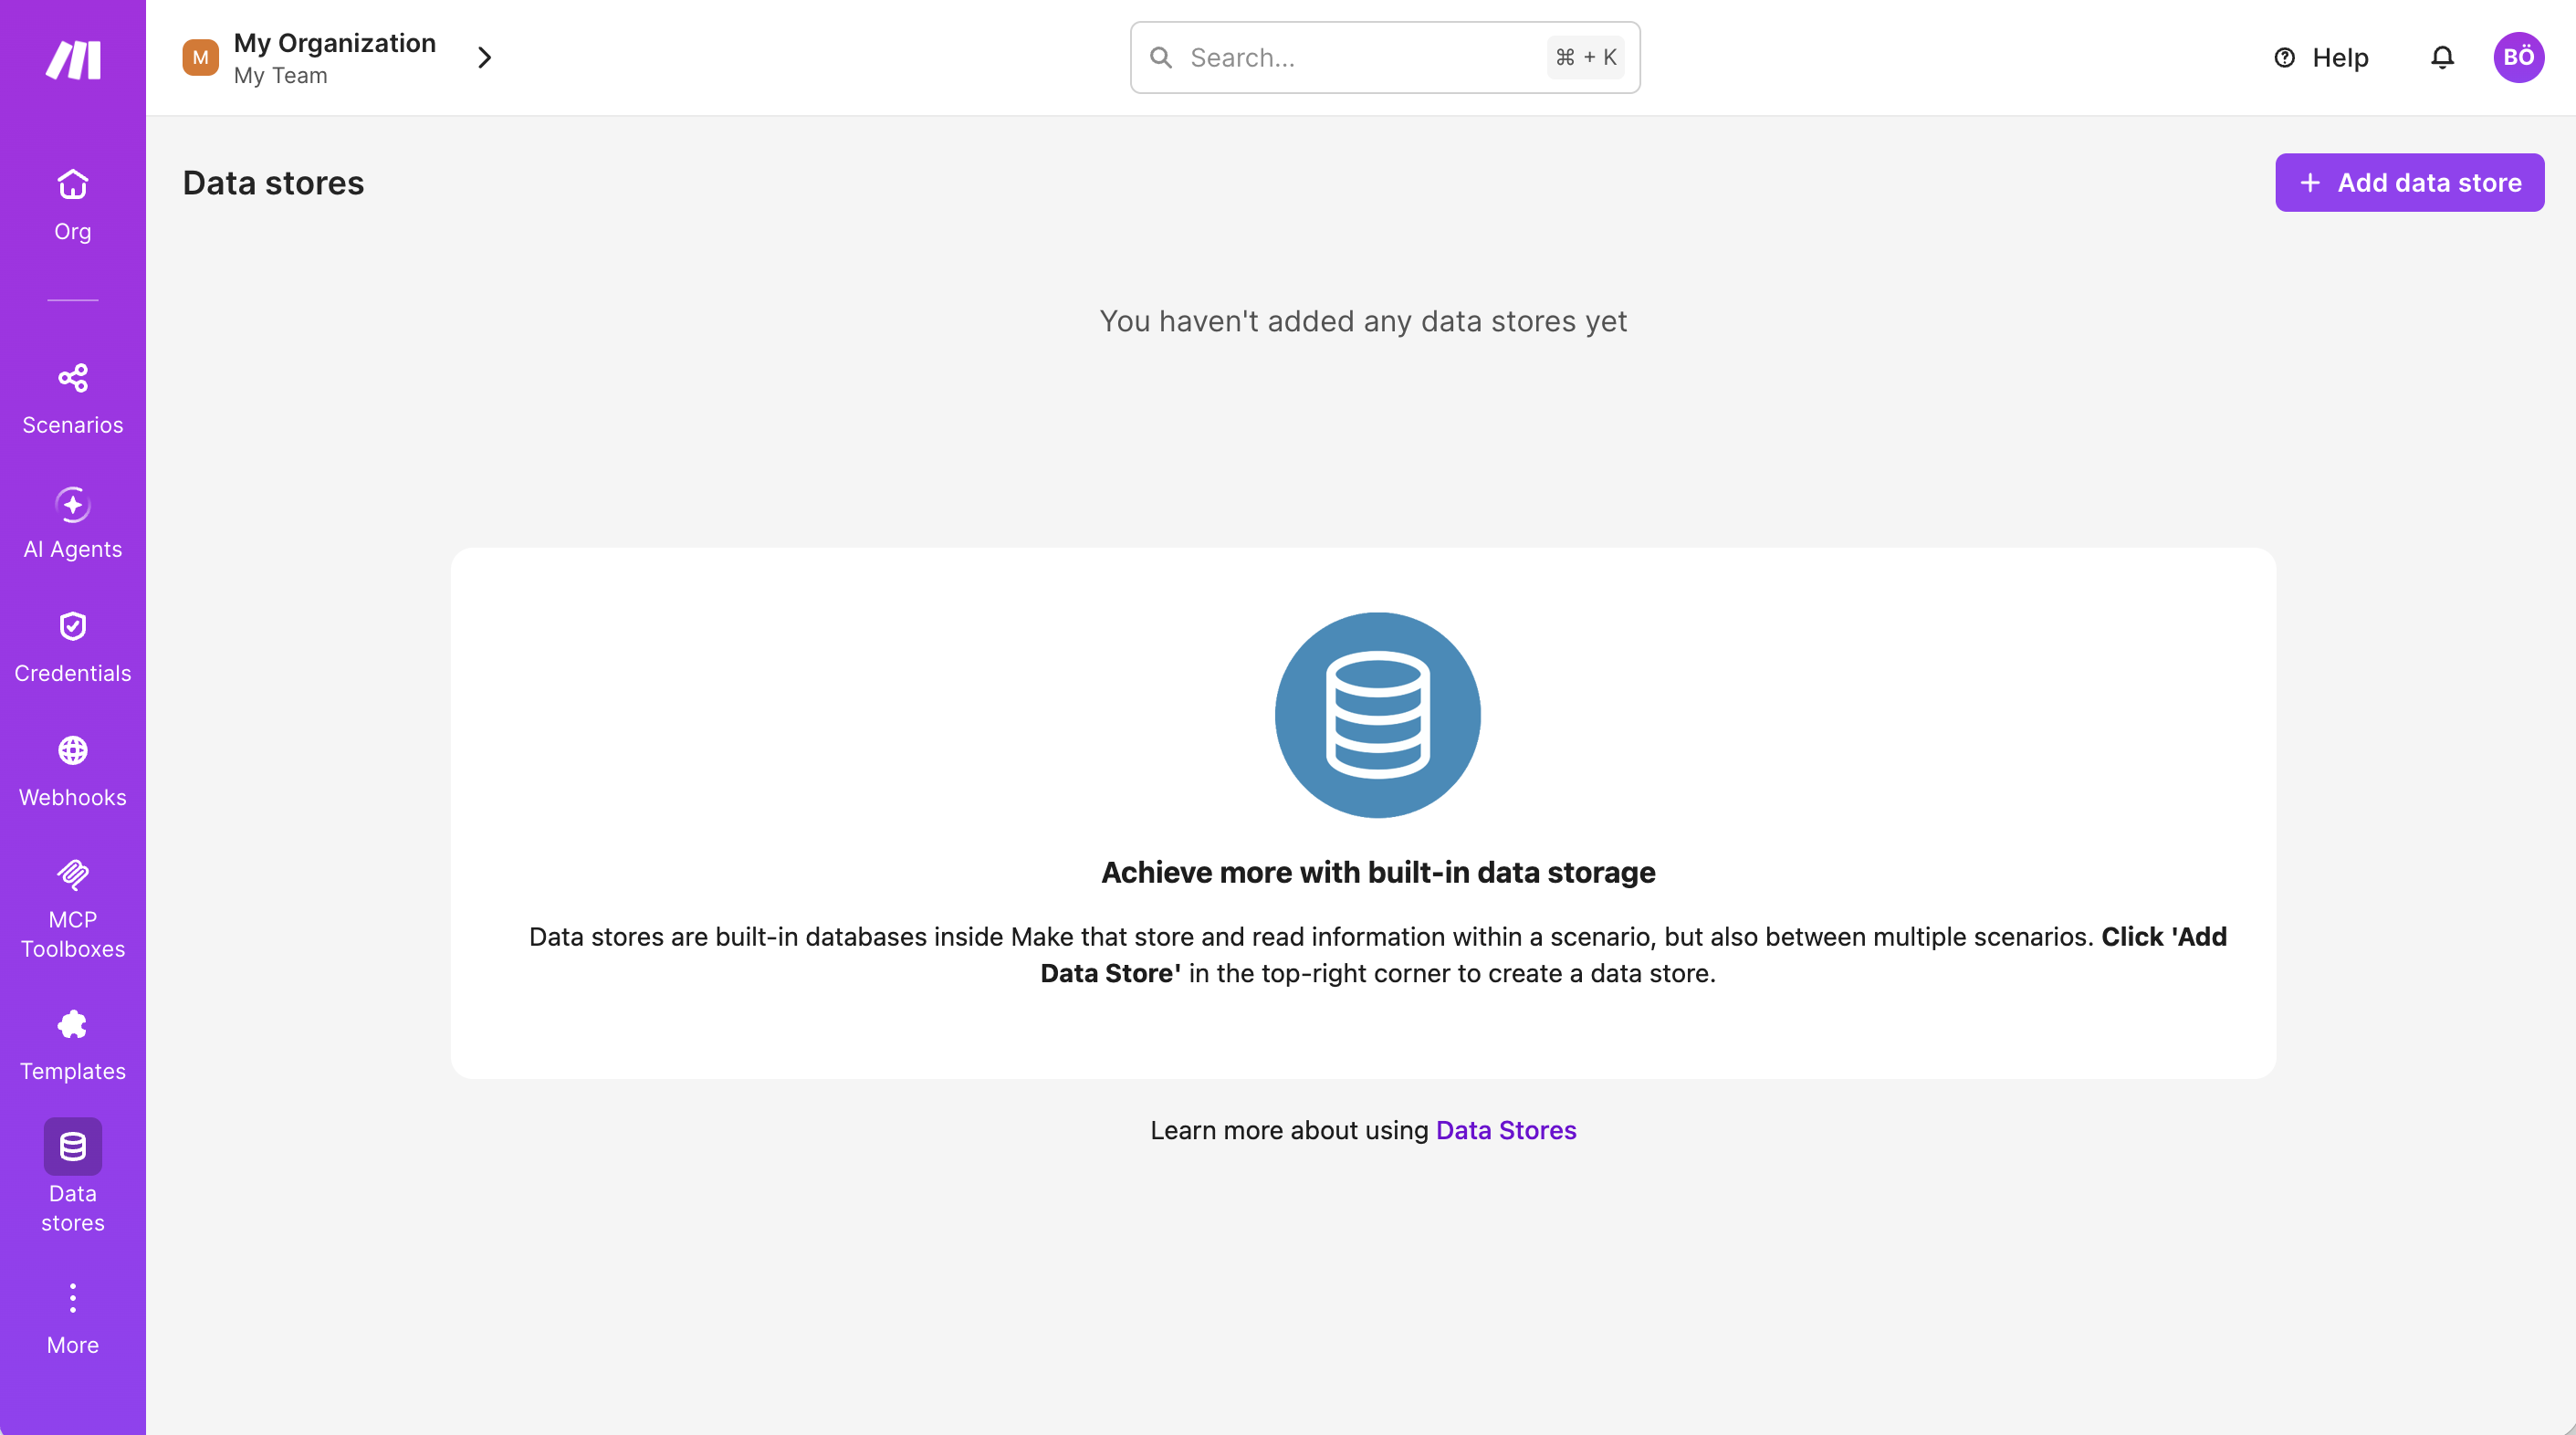 M
My Organization
My Team
Search...
⌘ + K
Help
BÖ
Org
Scenarios
AI Agents
Credentials
Webhooks
MCP
Toolboxes
Templates
Data
stores
More
Data stores
+ Add data store
You haven't added any data stores yet
Achieve more with built-in data storage
Data stores are built-in databases inside Make that store and read information within a scenario, but also between multiple scenarios. Click 'Add
Data Store' in the top-right corner to create a data store.
Learn more about using Data Stores